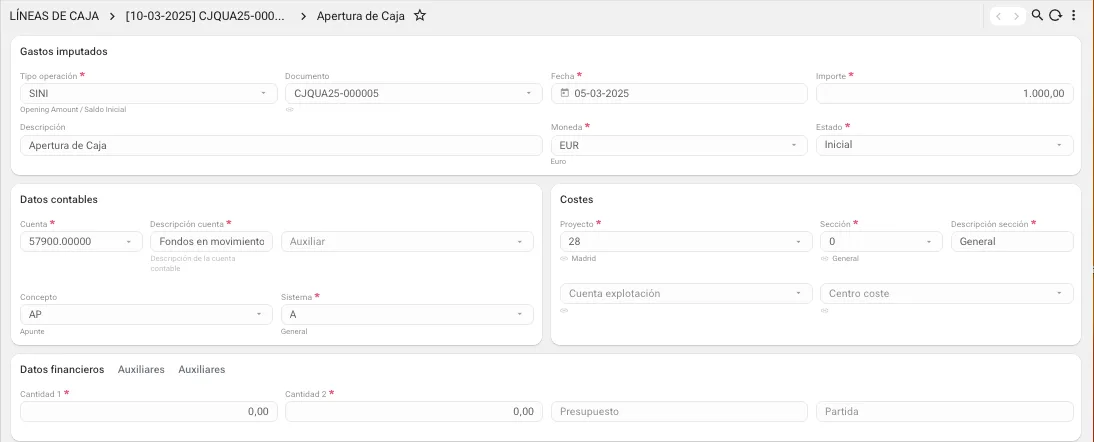 LÍNEAS DE CAJA > [10-03-2025] CJQUA25-000... > Apertura de Caja
Gastos imputados
Tipo operación * Documento Fecha * Importe *
SINI CJQUA25-000005 05-03-2025 1.000,00
Opening Amount / Saldo Inicial
Descripción Moneda * Estado *
Apertura de Caja EUR Inicial
Euro
Datos contables
Cuenta * Descripción cuenta *
57900.00000 Fondos en movimiento Auxiliar
Descripción de la cuenta
contable
Concepto Sistema *
AP A
Apunte General
Costes
Proyecto * Sección * Descripción sección *
28 0 General
Madrid General
Cuenta explotación Centro coste
Datos financieros Auxiliares Auxiliares
Cantidad 1 * Cantidad 2 *
0,00 0,00 Presupuesto Partida